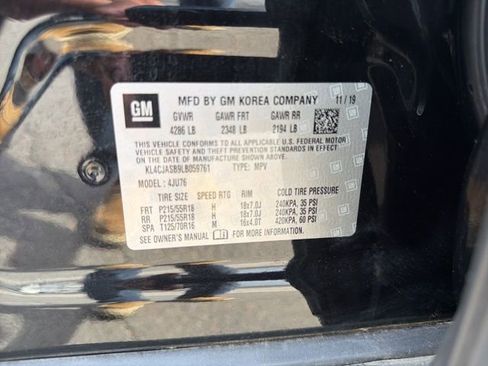 GM MFD BY GM KOREA COMPANY 11/19
GVWR GAWR FRT GAWR RR
4286 LB 2348 LB 2194 LB
THIS VEHICLE CONFORMS TO ALL APPLICABLE U.S. FEDERAL MOTOR
VEHICLE SAFETY AND THEFT PREVENTION STANDARDS IN EFFECT ON
THE DATE OF MANUFACTURE SHOWN ABOVE.
KL4CJASB9LB059761 TYPE: MPV
MODEL: 4JU76
TIRE SIZE SPEED RTG RIM COLD TIRE PRESSURE
FRT P215/55R18 H 18x7.0J 240KPA, 35 PSI
RR P215/55R18 H 18x7.0J 240KPA, 35 PSI
SPA T125/70R16 M 16x4.0T 420KPA, 60 PSI
SEE OWNER'S MANUAL FOR ADDITIONAL INFORMATION.